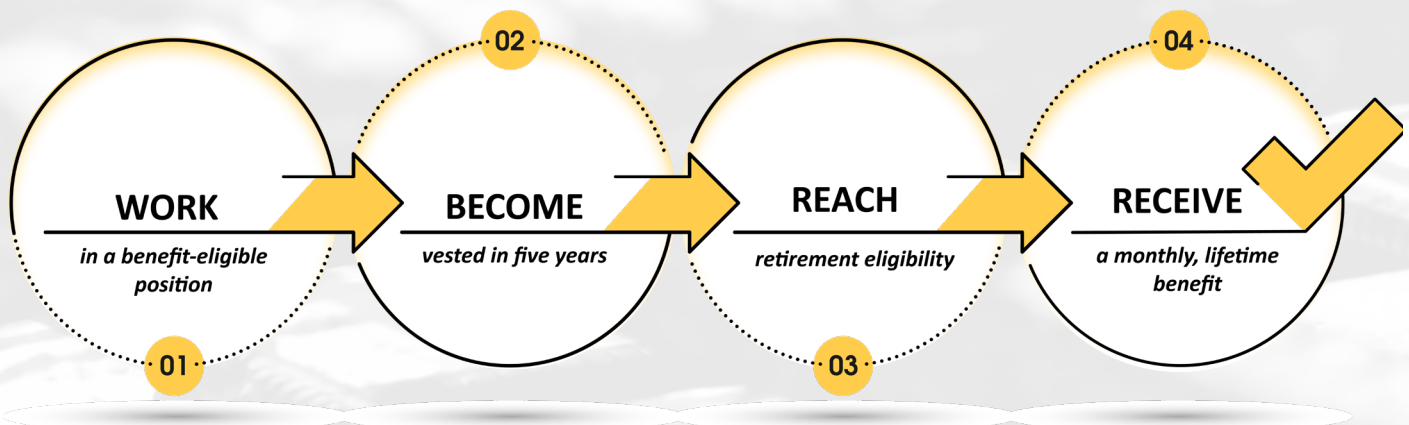 01
WORK
in a benefit-eligible
position
02
BECOME
vested in five years
03
REACH
retirement eligibility
04
RECEIVE
a monthly, lifetime
benefit